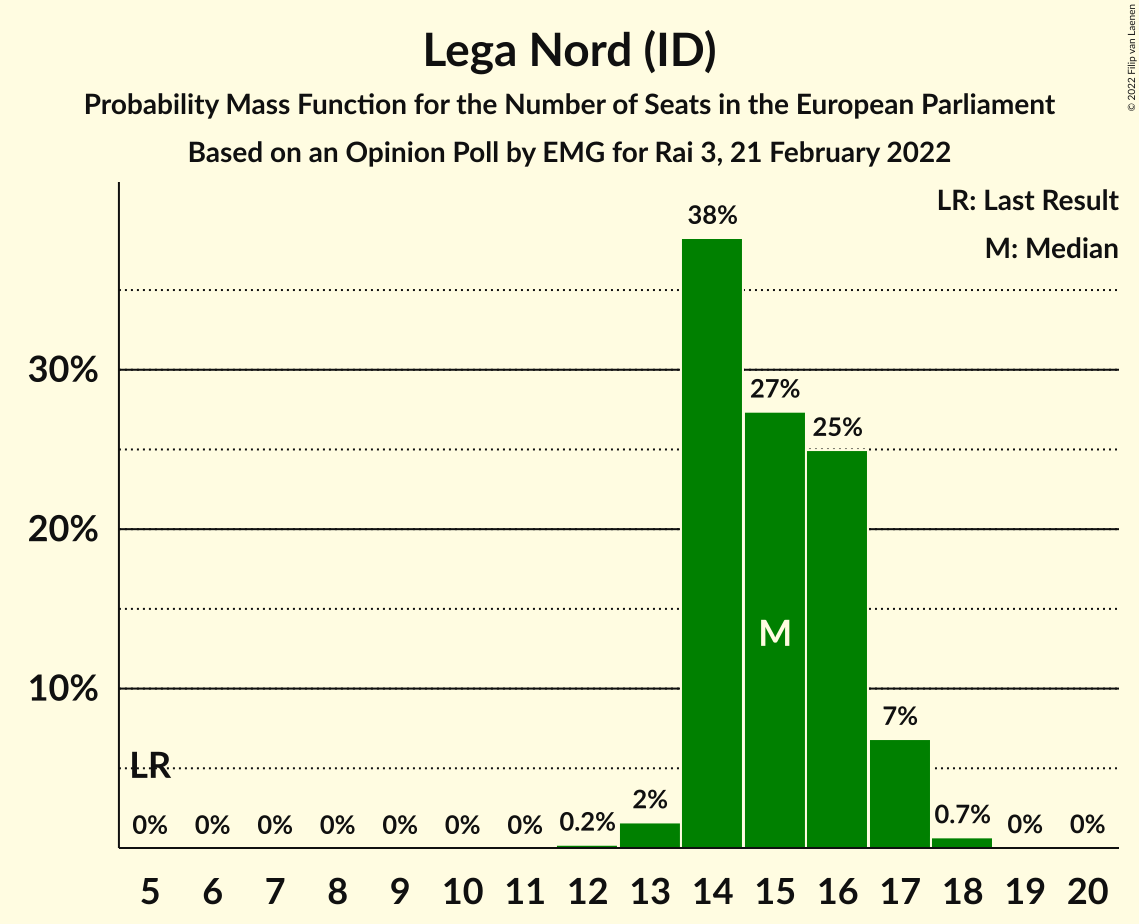 Lega Nord (ID)
Probability Mass Function for the Number of Seats in the European Parliament
Based on an Opinion Poll by EMG for Rai 3, 21 February 2022
© 2022 Filip van Laenen
LR: Last Result
M: Median
38%
30%
27%
25%
20%
M
10%
7%
LR
0% 0% 0% 0% 0% 0% 0% 0.2% 2% 0.7% 0% 0%
5 6 7 8 9 10 11 12 13 14 15 16 17 18 19 20